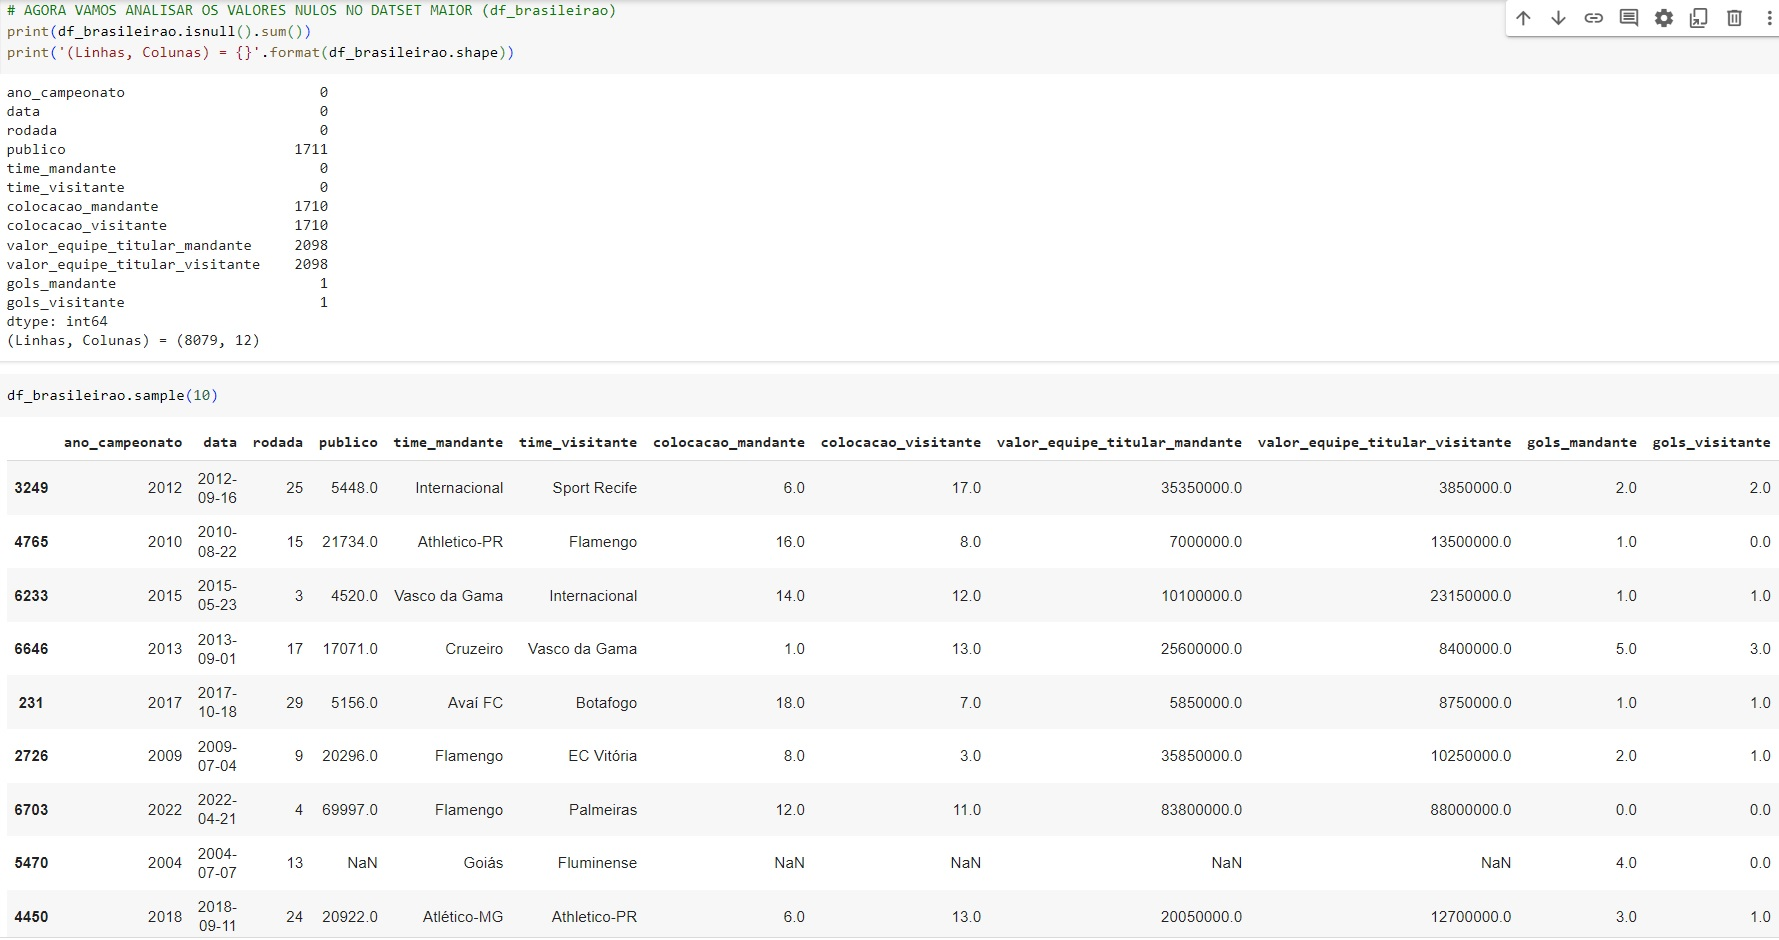 # AGORA VAMOS ANALISAR OS VALORES NULOS NO DATSET MAIOR (df_brasileirao)
print(df_brasileirao.isnull().sum())
print('(Linhas, Colunas) = {}'.format(df_brasileirao.shape))
ano_campeonato 0
data 0
rodada 0
publico 1711
time_mandante 0
time_visitante 0
colocacao_mandante 1710
colocacao_visitante 1710
valor_equipe_titular_mandante 2098
valor_equipe_titular_visitante 2098
gols_mandante 1
gols_visitante 1
dtype: int64
(Linhas, Colunas) = (8079, 12)
df_brasileirao.sample(10)
ano_campeonato data rodada publico time_mandante time_visitante colocacao_mandante colocacao_visitante valor_equipe_titular_mandante valor_equipe_titular_visitante gols_mandante gols_visitante
3249 2012 2012-09-16 25 5448.0 Internacional Sport Recife 6.0 17.0 35350000.0 3850000.0 2.0 2.0
4765 2010 2010-08-22 15 21734.0 Athletico-PR Flamengo 16.0 8.0 7000000.0 13500000.0 1.0 0.0
6233 2015 2015-05-23 3 4520.0 Vasco da Gama Internacional 14.0 12.0 10100000.0 23150000.0 1.0 1.0
6646 2013 2013-09-01 17 17071.0 Cruzeiro Vasco da Gama 1.0 13.0 25600000.0 8400000.0 5.0 3.0
231 2017 2017-10-18 29 5156.0 Avaí FC Botafogo 18.0 7.0 5850000.0 8750000.0 1.0 1.0
2726 2009 2009-07-04 9 20296.0 Flamengo EC Vitória 8.0 3.0 35850000.0 10250000.0 2.0 1.0
6703 2022 2022-04-21 4 69997.0 Flamengo Palmeiras 12.0 11.0 83800000.0 88000000.0 0.0 0.0
5470 2004 2004-07-07 13 NaN Goiás Fluminense NaN NaN NaN NaN 4.0 0.0
4450 2018 2018-09-11 24 20922.0 Atlético-MG Athletico-PR 6.0 13.0 20050000.0 12700000.0 3.0 1.0